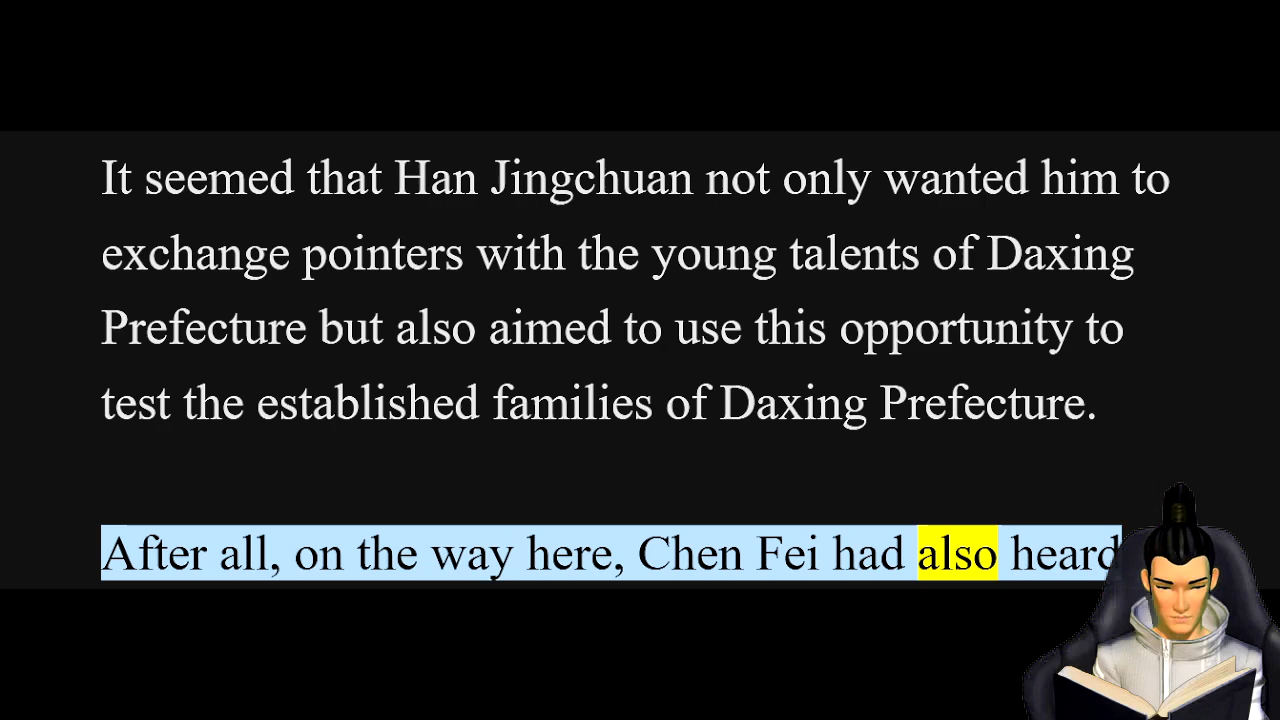 It seemed that Han Jingchuan not only wanted him to
exchange pointers with the young talents of Daxing
Prefecture but also aimed to use this opportunity to
test the established families of Daxing Prefecture.
After all, on the way here, Chen Fei had also heard